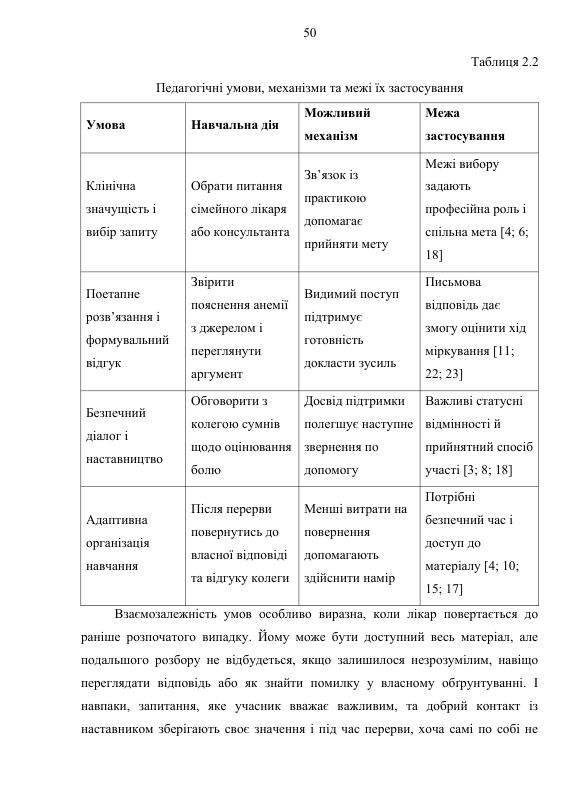 50
Таблиця 2.2
Педагогічні умови, механізми та межі їх застосування
Умова
Навчальна дія
Можливий
механізм
Межа
застосування
Клінічна
значущість і
вибір запиту
Обрати питання
сімейного лікаря
або консультанта
Зв’язок із
практикою
допомагає
прийняти мету
Межі вибору
задають
професійна роль і
спільна мета [4; 6;
18]
Поетапне
розв’язання і
формувальний
відгук
Звірити
пояснення анемії
з джерелом і
переглянути
аргумент
Видимий поступ
підтримує
готовність
докласти зусиль
Письмова
відповідь дає
змогу оцінити хід
міркування [11;
22; 23]
Безпечний
діалог і
наставництво
Обговорити з
колегою сумнів
щодо оцінювання
болю
Досвід підтримки
полегшує наступне
звернення по
допомогу
Важливі статусні
відмінності й
прийнятний спосіб
участі [3; 8; 18]
Адаптивна
організація
навчання
Після перерви
повернутись до
власної відповіді
та відгуку колеги
Менші витрати на
повернення
допомагають
здійснити намір
Потрібні
безпечний час і
доступ до
матеріалу [4; 10;
15; 17]
Взаємозалежність умов особливо виразна, коли лікар повертається до
раніше розпочатого випадку. Йому може бути доступний весь матеріал, але
подальшого розбору не відбудеться, якщо залишилося незрозумілим, навіщо
переглядати відповідь або як знайти помилку у власному обґрунтуванні. І
навпаки, запитання, яке учасник вважає важливим, та добрий контакт із
наставником зберігають своє значення і під час перерви, хоча самі по собі не